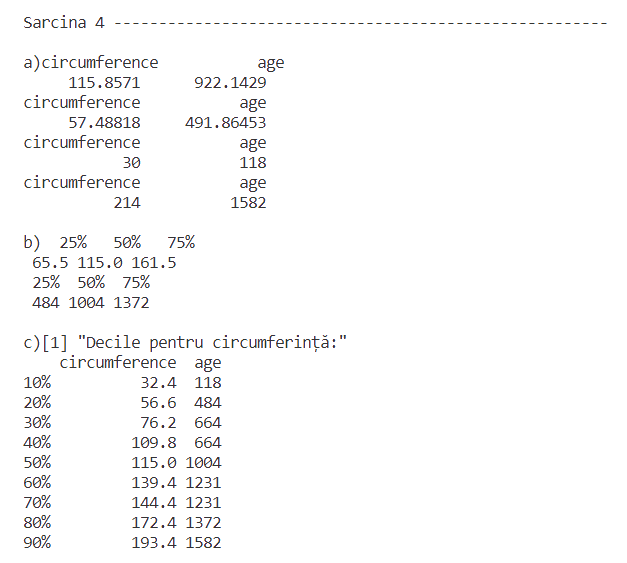 Sarcina 4 -------------------------------------------------------
a)circumference           age
     115.8571      922.1429
circumference           age
     57.48818     491.86453
circumference           age
           30           118
circumference           age
          214          1582
b)  25%   50%   75%
 65.5 115.0 161.5
 25%  50%  75%
 484 1004 1372
c)[1] "Decile pentru circumferință:"
    circumference  age
10%          32.4  118
20%          56.6  484
30%          76.2  664
40%         109.8  664
50%         115.0 1004
60%         139.4 1231
70%         144.4 1231
80%         172.4 1372
90%         193.4 1582